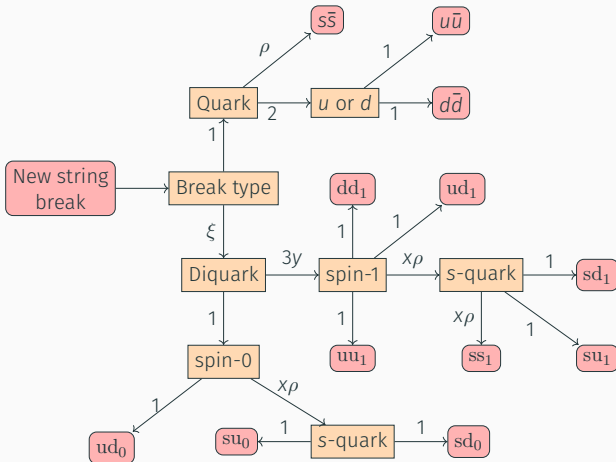 ss̄
uū
ρ
1
Quark
2
u or d
1
dd̄
1
New string
break
Break type
dd₁
ud₁
ξ
1
1
Diquark
3y
spin-1
xρ
s-quark
1
sd₁
1
1
xρ
1
uu₁
ss₁
su₁
spin-0
1
xρ
ud₀
su₀
1
s-quark
1
sd₀